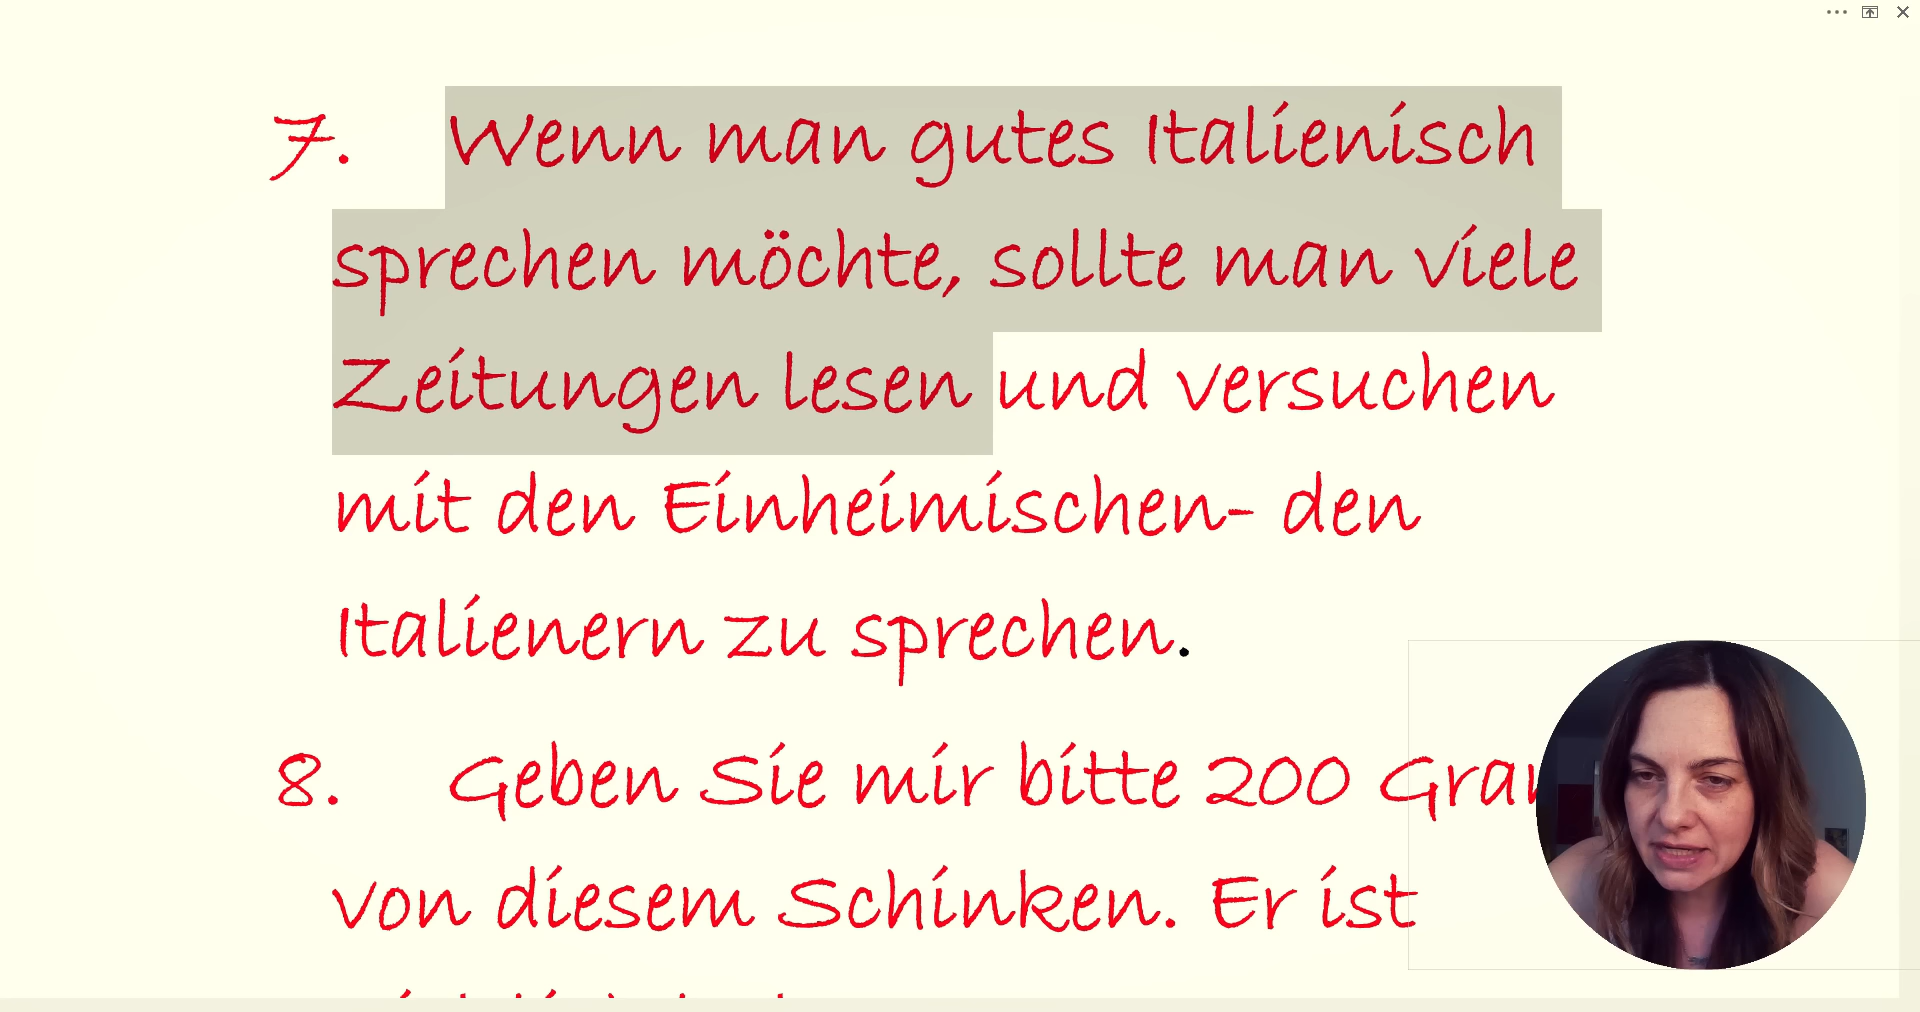 7. Wenn man gutes Italienisch
sprechen möchte, sollte man viele
Zeitungen lesen und versuchen
mit den Einheimischen- den
Italienern zu sprechen.
8. Geben Sie mir bitte 200
von diesem Schinken. Er ist